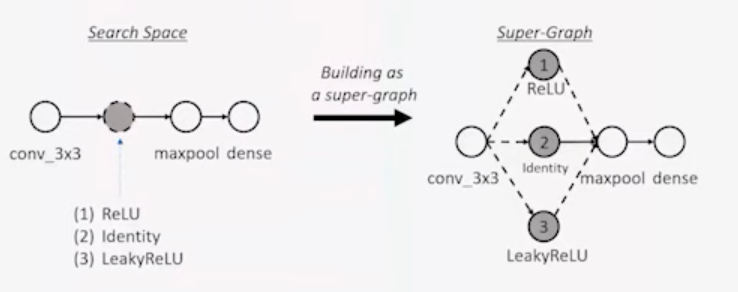 Search Space
conv_3x3
maxpool dense
(1) ReLU
(2) Identity
(3) LeakyReLU
Building as
a super-graph
Super-Graph
1
ReLU
conv_3x3
2
Identity
maxpool dense
3
LeakyReLU